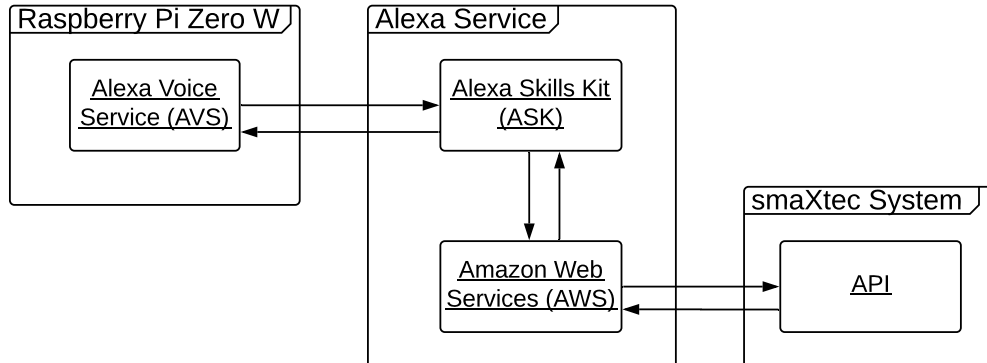 Raspberry Pi Zero W
Alexa Service
Alexa Voice
Service (AVS)
Alexa Skills Kit
(ASK)
smaXtec System
Amazon Web
Services (AWS)
API